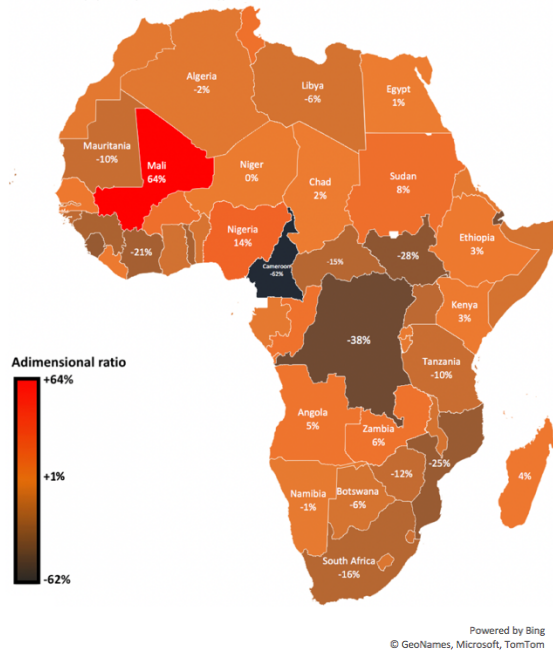 Algeria
-2%
Libya
-6%
Egypt
1%
Mauritania
-10%
Mali
64%
Niger
0%
Chad
2%
Sudan
8%
Nigeria
14%
-21%
Cameroon
-62%
-15%
-28%
Ethiopia
3%
Kenya
3%
-38%
Tanzania
-10%
Adimensional ratio
+64%
+1%
-62%
Angola
5%
Zambia
6%
-25%
-12%
4%
Namibia
-1%
Botswana
-6%
South Africa
-16%
Powered by Bing
© GeoNames, Microsoft, TomTom